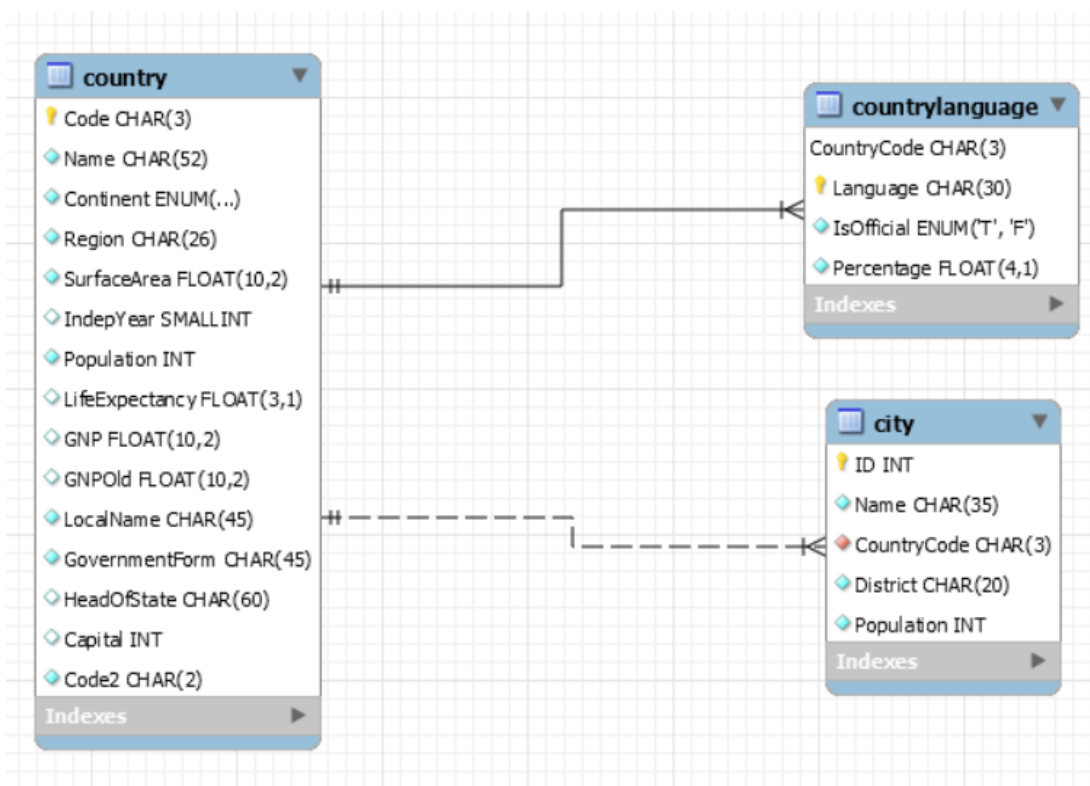 country
Code CHAR(3)
Name CHAR(52)
Continent ENUM(...)
Region CHAR(26)
SurfaceArea FLOAT(10,2)
IndepYear SMALLINT
Population INT
LifeExpectancy FLOAT(3,1)
GNP FLOAT(10,2)
GNPOld FLOAT(10,2)
LocalName CHAR(45)
GovernmentForm CHAR(45)
HeadOfState CHAR(60)
Capital INT
Code2 CHAR(2)
Indexes
countrylanguage
CountryCode CHAR(3)
Language CHAR(30)
IsOfficial ENUM('T', 'F')
Percentage FLOAT(4,1)
Indexes
city
ID INT
Name CHAR(35)
CountryCode CHAR(3)
District CHAR(20)
Population INT
Indexes